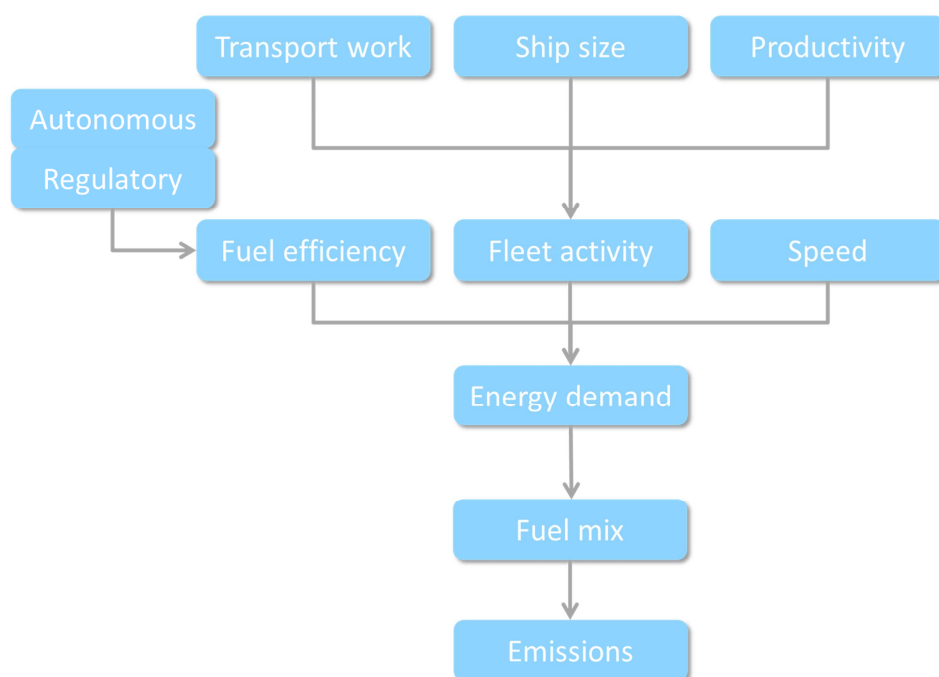 Transport work
Ship size
Productivity
Autonomous
Regulatory
Fuel efficiency
Fleet activity
Speed
Energy demand
Fuel mix
Emissions